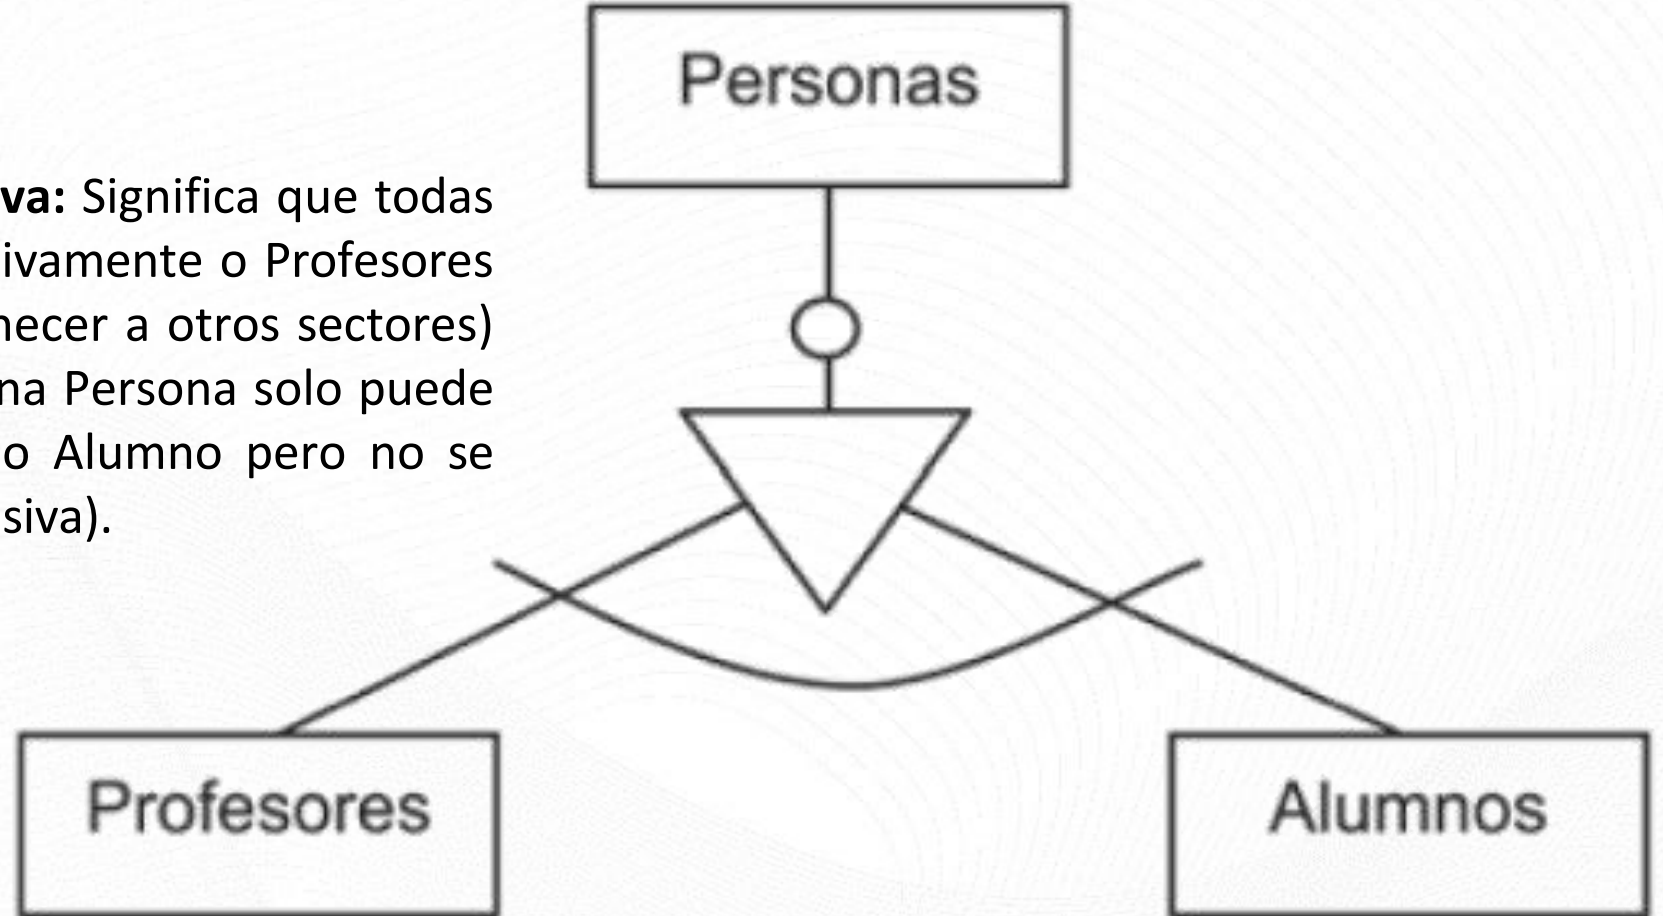 Personas
va: Significa que todas
ivamente o Profesores
necer a otros sectores)
na Persona solo puede
o Alumno pero no se
siva).
Profesores
Alumnos